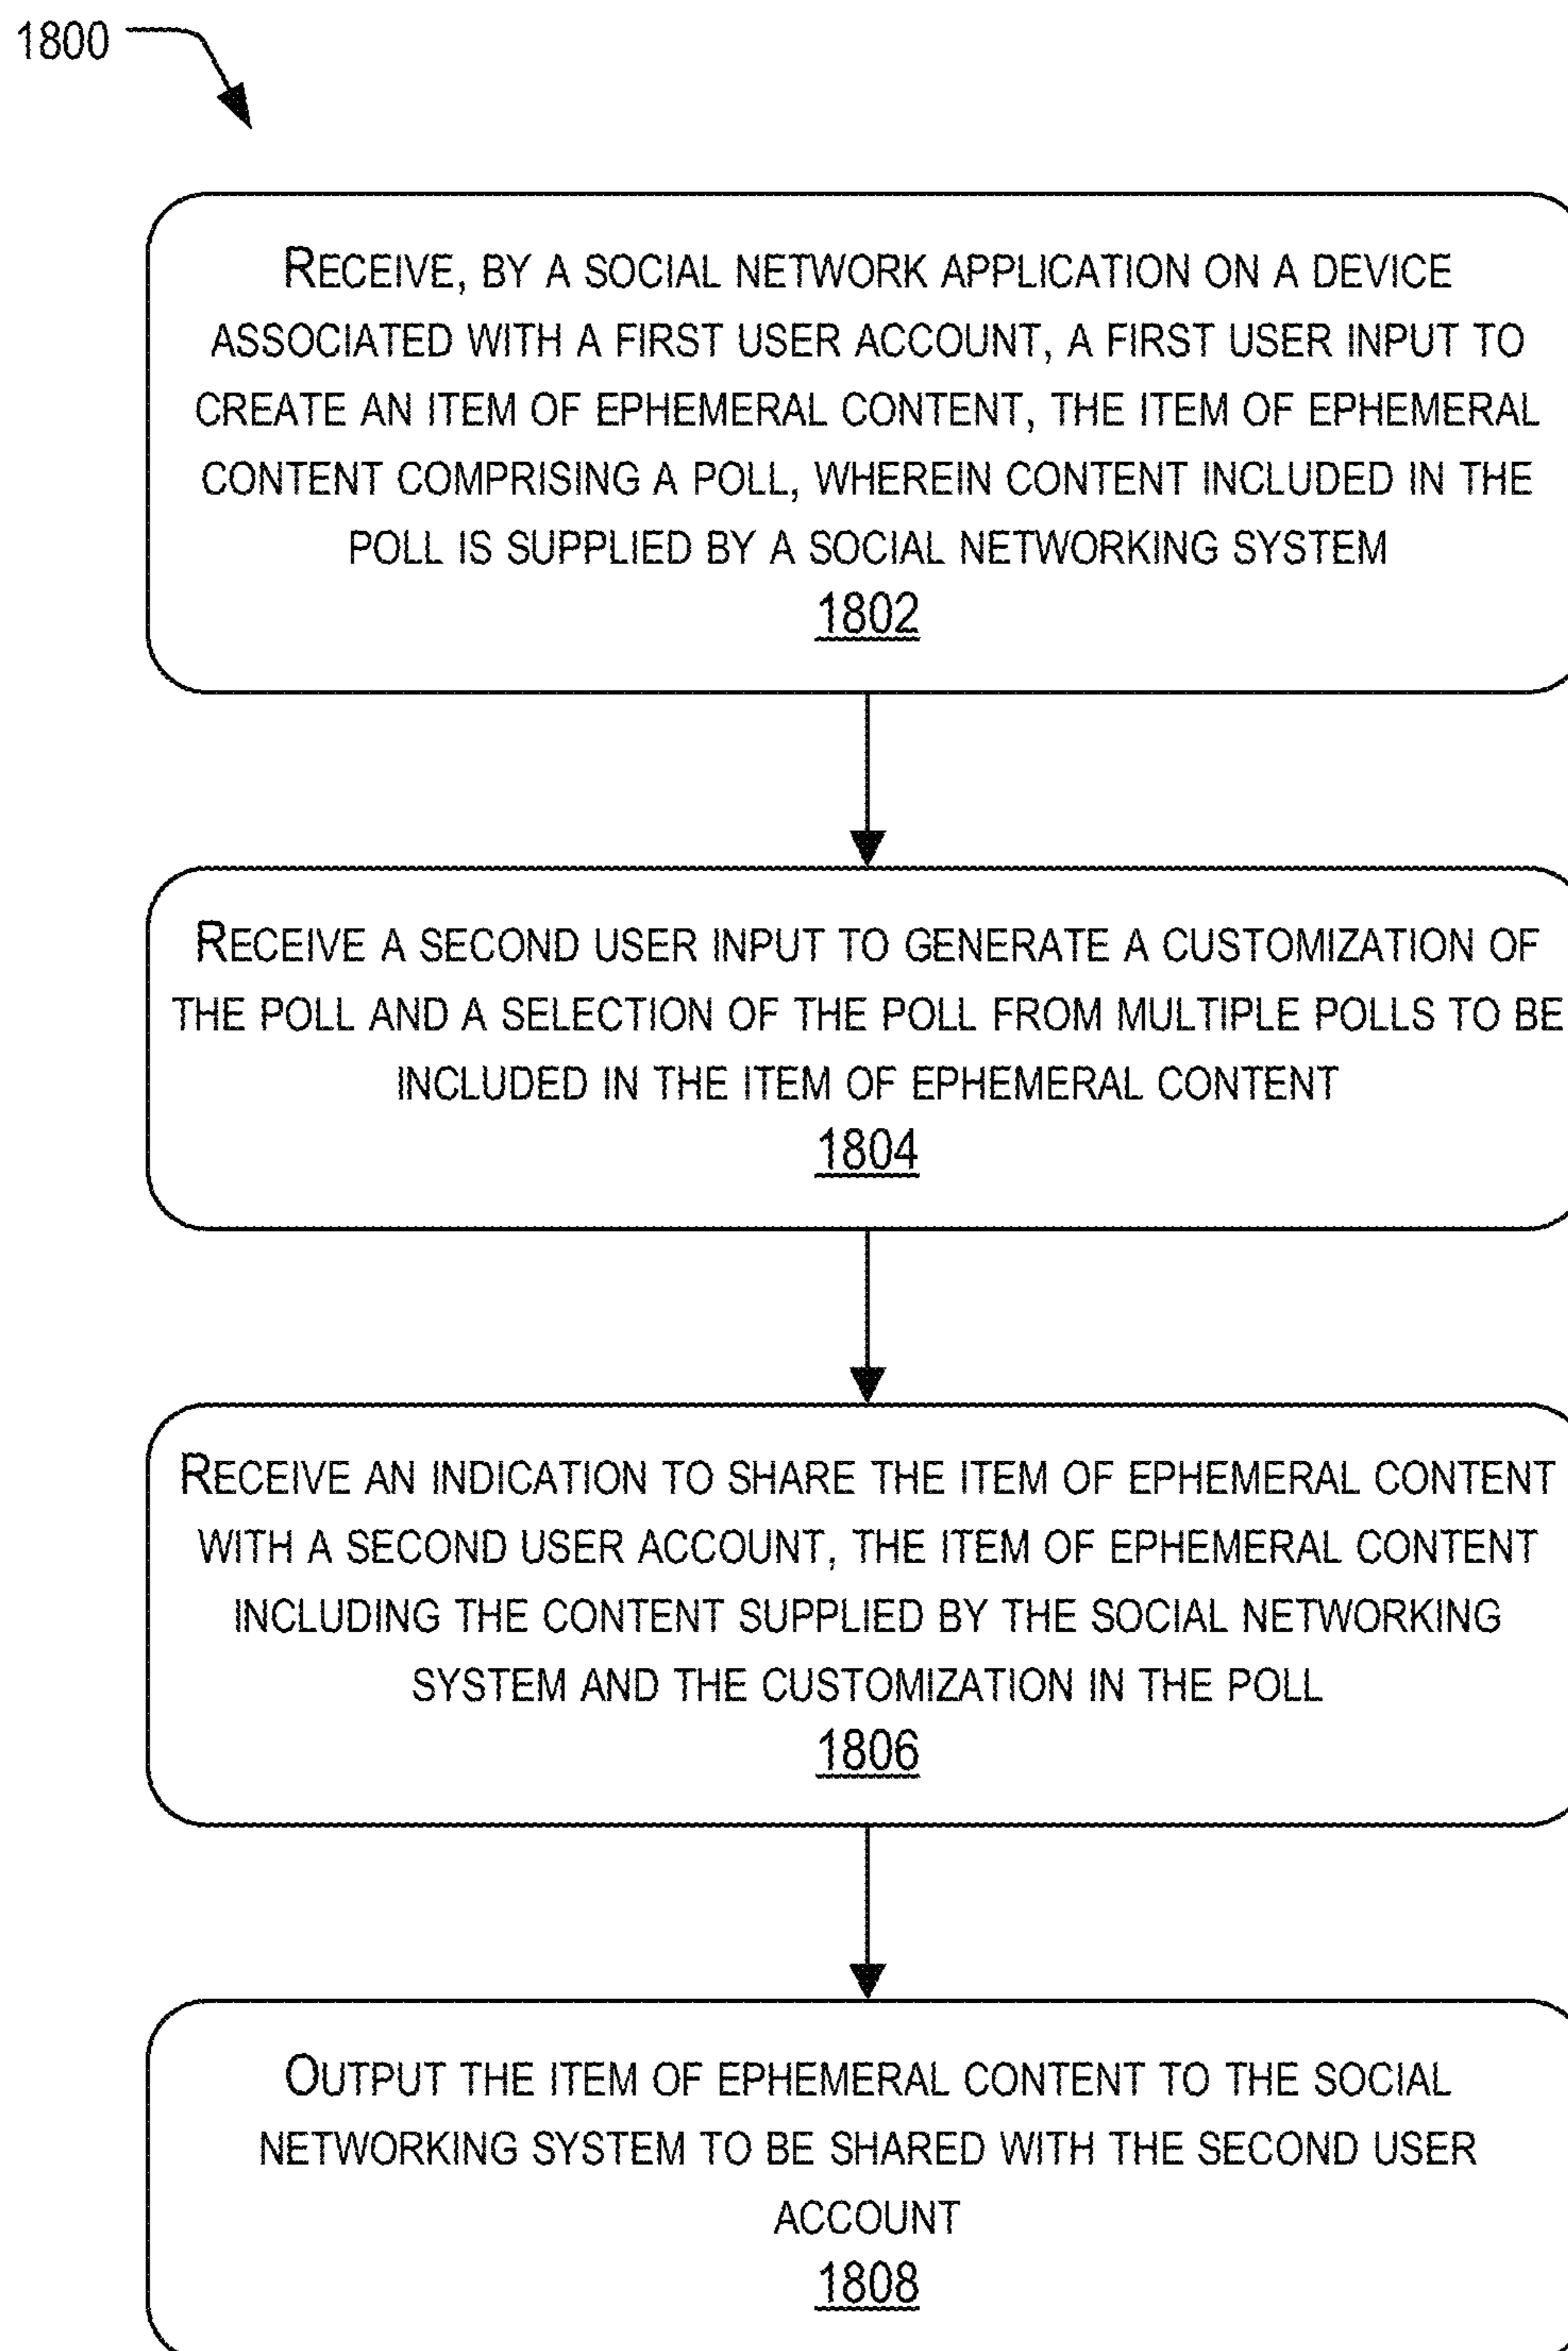 1800
RECEIVE, BY A SOCIAL NETWORK APPLICATION ON A DEVICE
ASSOCIATED WITH A FIRST USER ACCOUNT, A FIRST USER INPUT TO
CREATE AN ITEM OF EPHEMERAL CONTENT, THE ITEM OF EPHEMERAL
CONTENT COMPRISING A POLL, WHEREIN CONTENT INCLUDED IN THE
POLL IS SUPPLIED BY A SOCIAL NETWORKING SYSTEM
1802
RECEIVE A SECOND USER INPUT TO GENERATE A CUSTOMIZATION OF
THE POLL AND A SELECTION OF THE POLL FROM MULTIPLE POLLS TO BE
INCLUDED IN THE ITEM OF EPHEMERAL CONTENT
1804
RECEIVE AN INDICATION TO SHARE THE ITEM OF EPHEMERAL CONTENT
WITH A SECOND USER ACCOUNT, THE ITEM OF EPHEMERAL CONTENT
INCLUDING THE CONTENT SUPPLIED BY THE SOCIAL NETWORKING
SYSTEM AND THE CUSTOMIZATION IN THE POLL
1806
OUTPUT THE ITEM OF EPHEMERAL CONTENT TO THE SOCIAL
NETWORKING SYSTEM TO BE SHARED WITH THE SECOND USER
ACCOUNT
1808